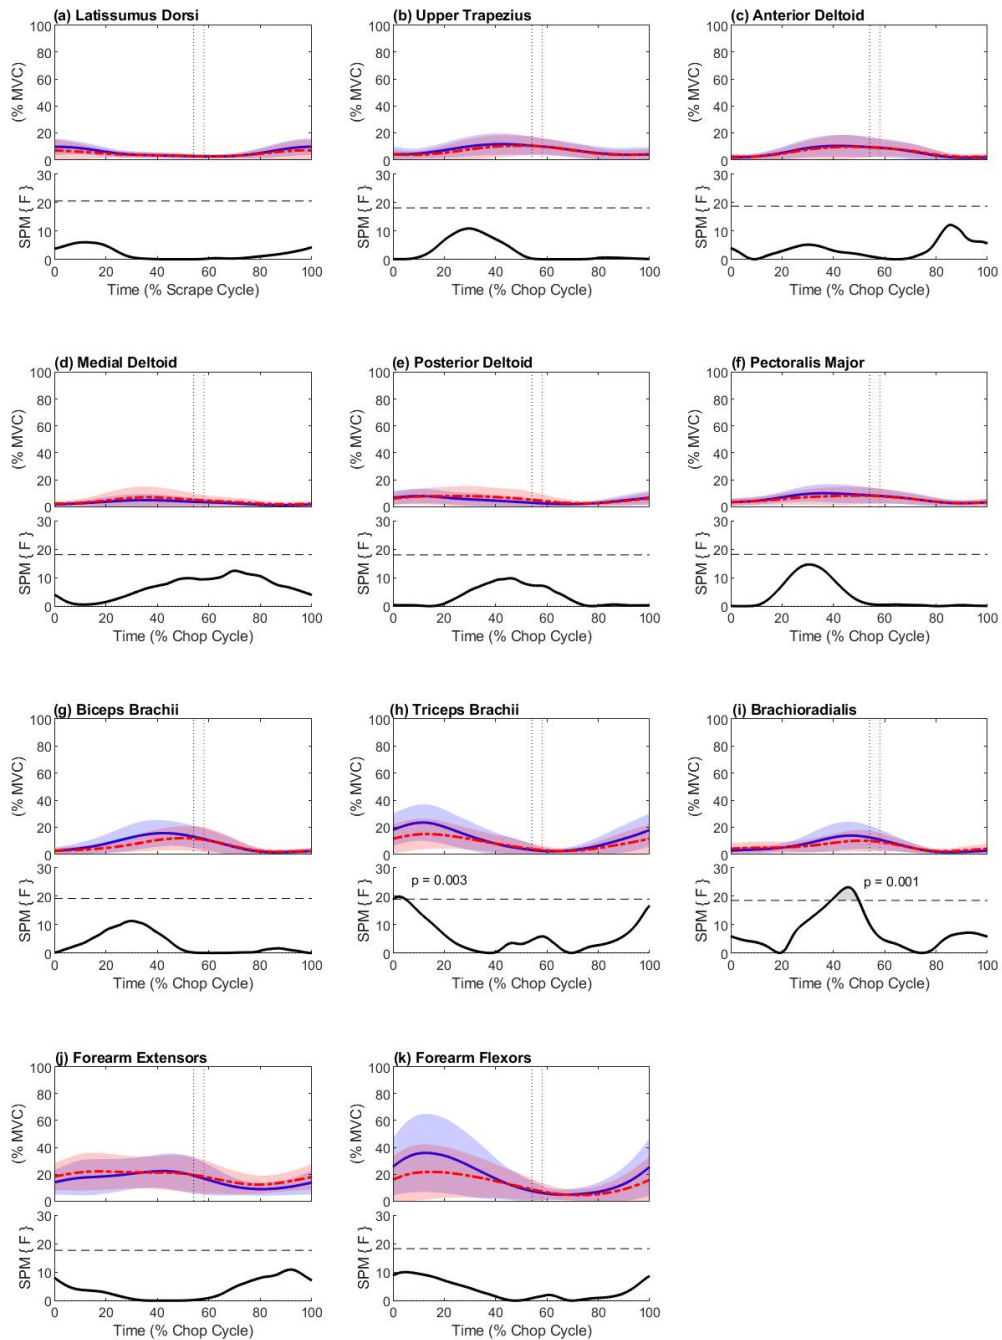 (a) Latissumus Dorsi
100
80
60
40
20
0
(% MVC)
30
20
10
0
SPM { F }
0 20 40 60 80 100
Time (% Scrape Cycle)
(b) Upper Trapezius
100
80
60
40
20
0
(% MVC)
30
20
10
0
SPM { F }
0 20 40 60 80 100
Time (% Chop Cycle)
(c) Anterior Deltoid
100
80
60
40
20
0
(% MVC)
30
20
10
0
SPM { F }
0 20 40 60 80 100
Time (% Chop Cycle)
(d) Medial Deltoid
100
80
60
40
20
0
(% MVC)
30
20
10
0
SPM { F }
0 20 40 60 80 100
Time (% Chop Cycle)
(e) Posterior Deltoid
100
80
60
40
20
0
(% MVC)
30
20
10
0
SPM { F }
0 20 40 60 80 100
Time (% Chop Cycle)
(f) Pectoralis Major
100
80
60
40
20
0
(% MVC)
30
20
10
0
SPM { F }
0 20 40 60 80 100
Time (% Chop Cycle)
(g) Biceps Brachii
100
80
60
40
20
0
(% MVC)
30
20
10
0
SPM { F }
0 20 40 60 80 100
Time (% Chop Cycle)
(h) Triceps Brachii
100
80
60
40
20
0
(% MVC)
30
20
10
0
SPM { F }
p = 0.003
0 20 40 60 80 100
Time (% Chop Cycle)
(i) Brachioradialis
100
80
60
40
20
0
(% MVC)
30
20
10
0
SPM { F }
p = 0.001
0 20 40 60 80 100
Time (% Chop Cycle)
(j) Forearm Extensors
100
80
60
40
20
0
(% MVC)
30
20
10
0
SPM { F }
0 20 40 60 80 100
Time (% Chop Cycle)
(k) Forearm Flexors
100
80
60
40
20
0
(% MVC)
30
20
10
0
SPM { F }
0 20 40 60 80 100
Time (% Chop Cycle)